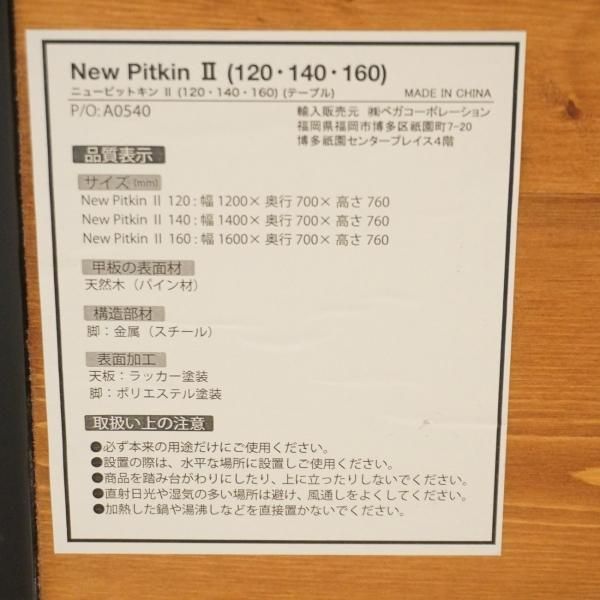 New Pitkin Ⅱ (120・140・160)
ニューピットキン Ⅱ (120・140・160) (テーブル)
MADE IN CHINA
P/O: A0540
輸入販売元 ㈱ベガコーポレーション
福岡県福岡市博多区祇園町7-20
博多祇園センタープレイス4階
品質表示
サイズ (mm)
New Pitkin Ⅱ 120 : 幅 1200× 奥行 700× 高さ 760
New Pitkin Ⅱ 140 : 幅 1400× 奥行 700× 高さ 760
New Pitkin Ⅱ 160 : 幅 1600× 奥行 700× 高さ 760
甲板の表面材
天然木（パイン材）
構造部材
脚：金属（スチール）
表面加工
天板：ラッカー塗装
脚：ポリエステル塗装
取扱い上の注意
●必ず本来の用途だけにご使用ください。
●設置の際は、水平な場所に設置しご使用ください。
●商品を踏み台がわりにしたり、上に立ったりしないでください。
●直射日光や湿気の多い場所は避け、風通しをよくしてください。
●加熱した鍋や湯沸しなどを直接置かないでください。